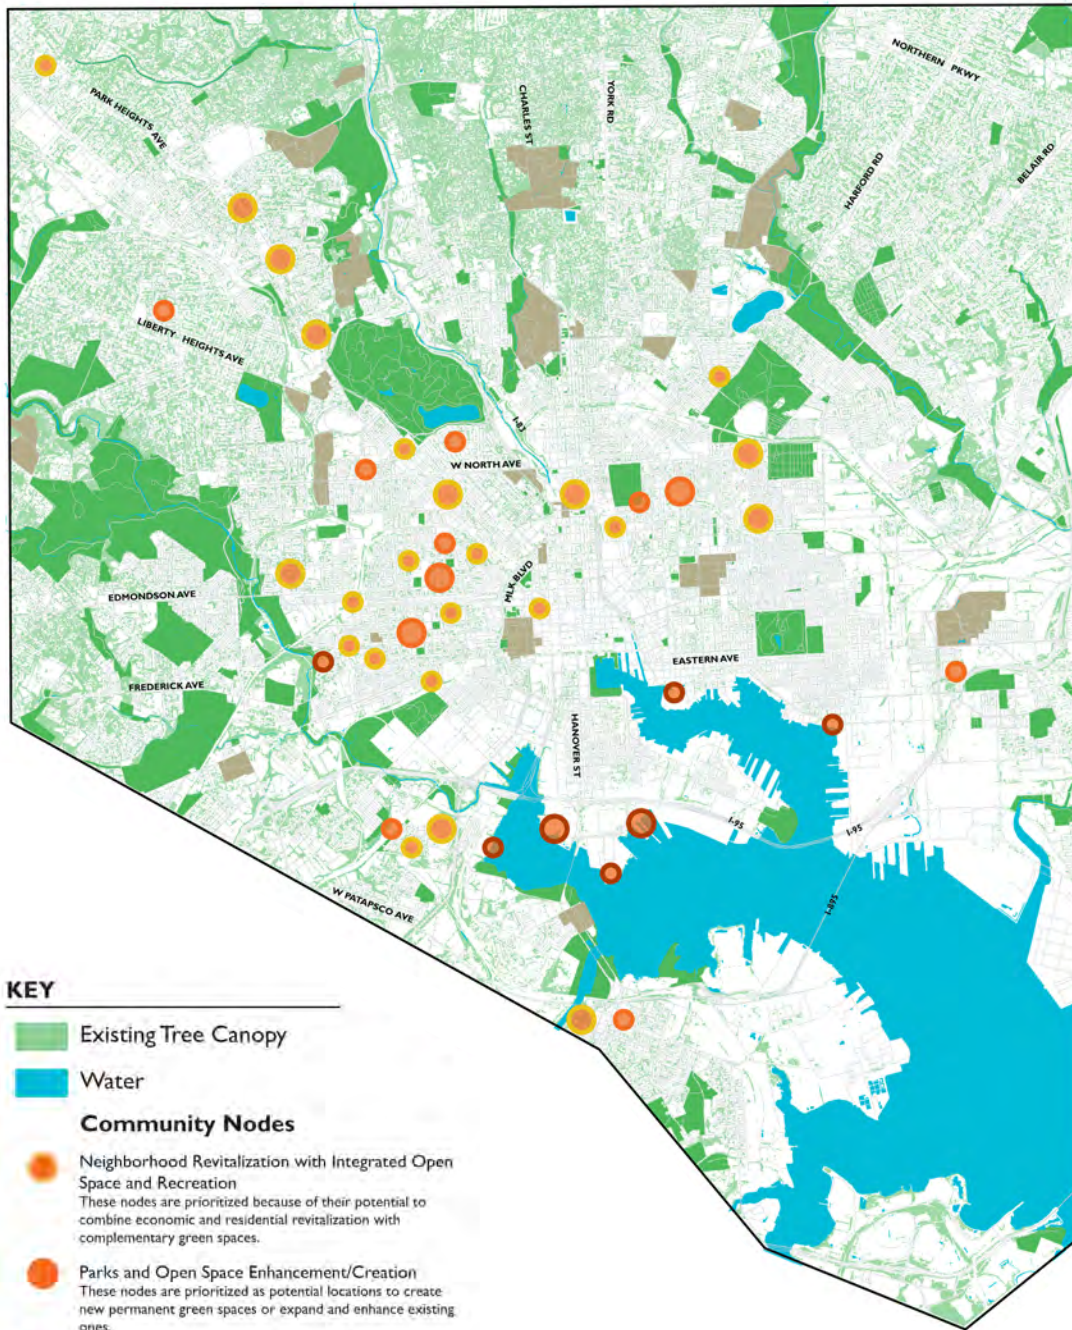 NORTHERN PKWY
PARK HEIGHTS AVE
CHARLES ST
YORK RD
HARFORD RD
BELAIR RD
LIBERTY HEIGHTS AVE
I-83
W NORTH AVE
MLK BLVD
EDMONDSON AVE
EASTERN AVE
FREDERICK AVE
HANOVER ST
I-95
I-95
I-895
W PATAPSCO AVE
KEY
Existing Tree Canopy
Water
Community Nodes
Neighborhood Revitalization with Integrated Open
Space and Recreation
These nodes are prioritized because of their potential to
combine economic and residential revitalization with
complementary green spaces.
Parks and Open Space Enhancement/Creation
These nodes are prioritized as potential locations to create
new permanent green spaces or expand and enhance existing
ones.